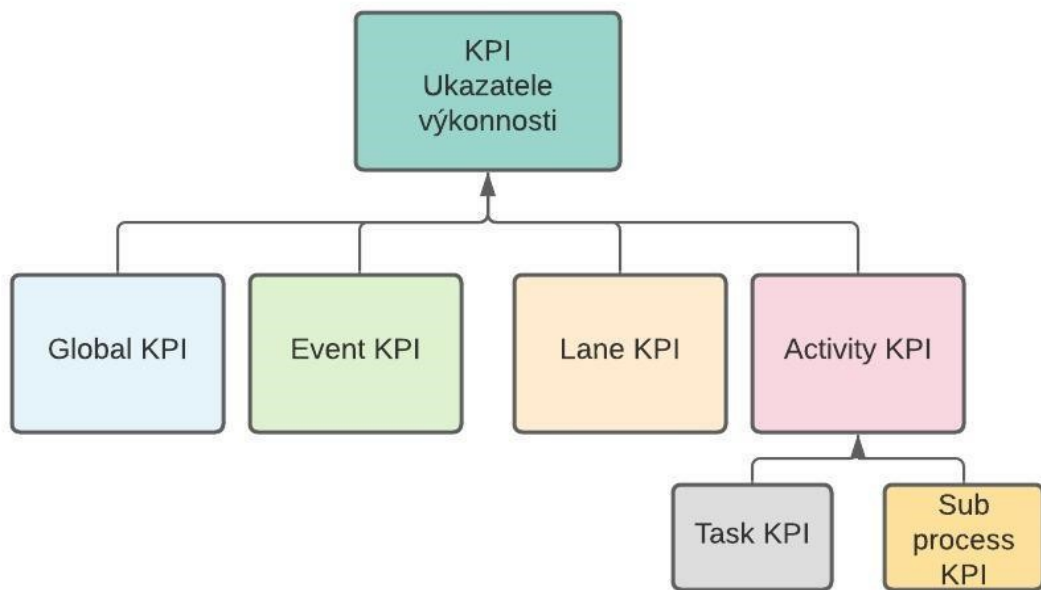 KPI
Ukazatele
výkonnosti
Global KPI
Event KPI
Lane KPI
Activity KPI
Task KPI
Sub
process
KPI